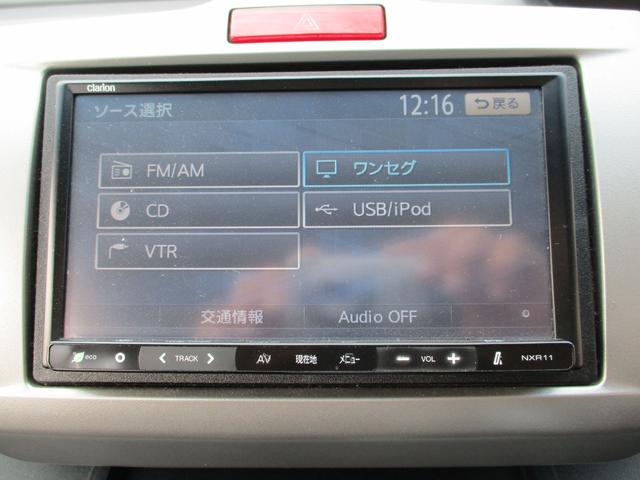 clarion
ソース選択 12:16 戻る
FM/AM ワンセグ
CD USB/iPod
VTR
交通情報 Audio OFF
eco TRACK AV 現在地 メニュー VOL NXR11